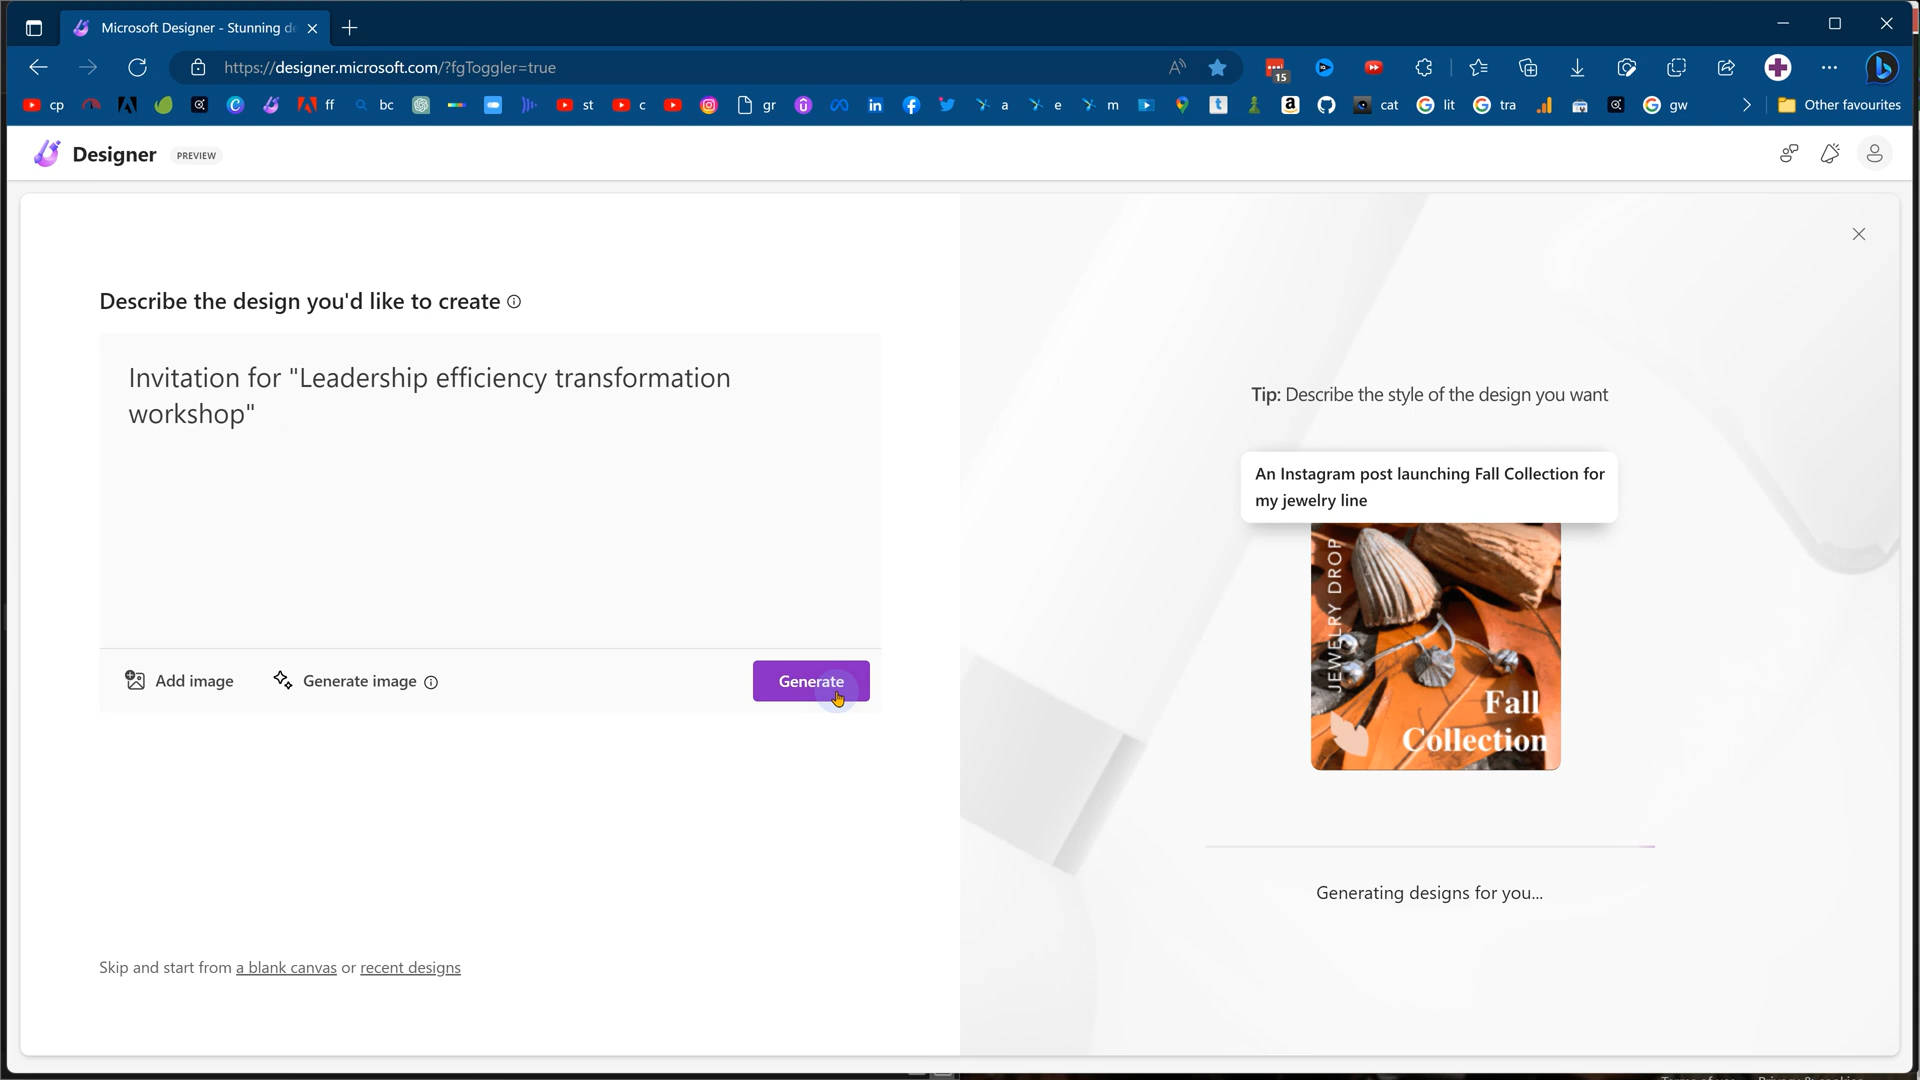 Microsoft Designer - Stunning de
https://designer.microsoft.com/?fgToggler=true
15
cp
ff
bc
st
c
gr
a
e
m
cat
lit
tra
gw
Other favourites
Designer
PREVIEW
Describe the design you'd like to create
Invitation for "Leadership efficiency transformation
workshop"
Add image
Generate image
Generate
Skip and start from a blank canvas or recent designs
Tip: Describe the style of the design you want
An Instagram post launching Fall Collection for
my jewelry line
JEWELRY DROP
Fall
Collection
Generating designs for you...